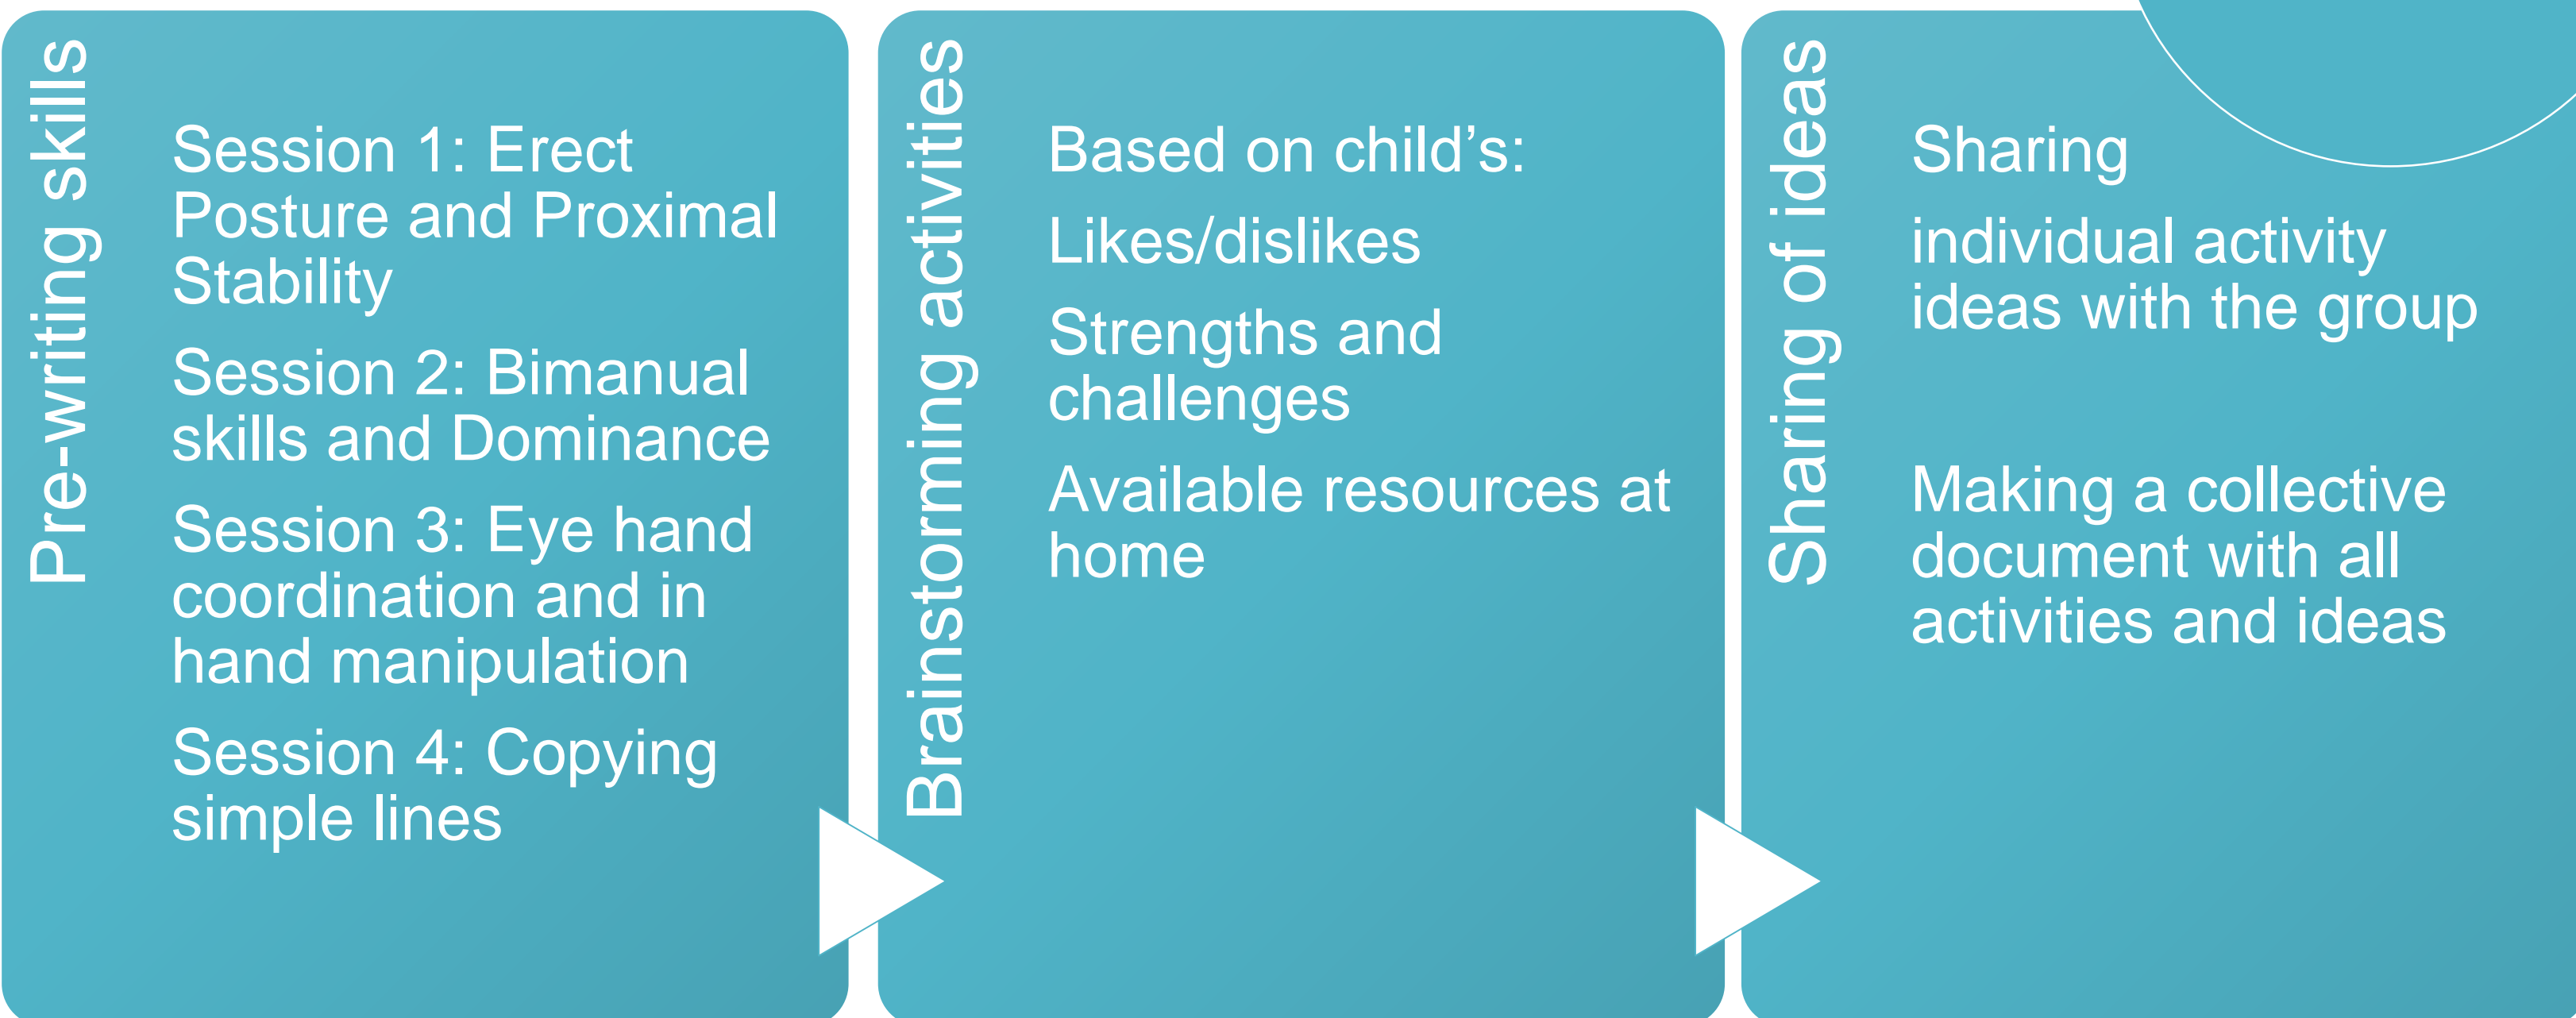 Pre-writing skills
Session 1: Erect
Posture and Proximal
Stability
Session 2: Bimanual
skills and Dominance
Session 3: Eye hand
coordination and in
hand manipulation
Session 4: Copying
simple lines
Brainstorming activities
Based on child’s:
Likes/dislikes
Strengths and
challenges
Available resources at
home
Sharing of ideas
Sharing
individual activity
ideas with the group
Making a collective
document with all
activities and ideas